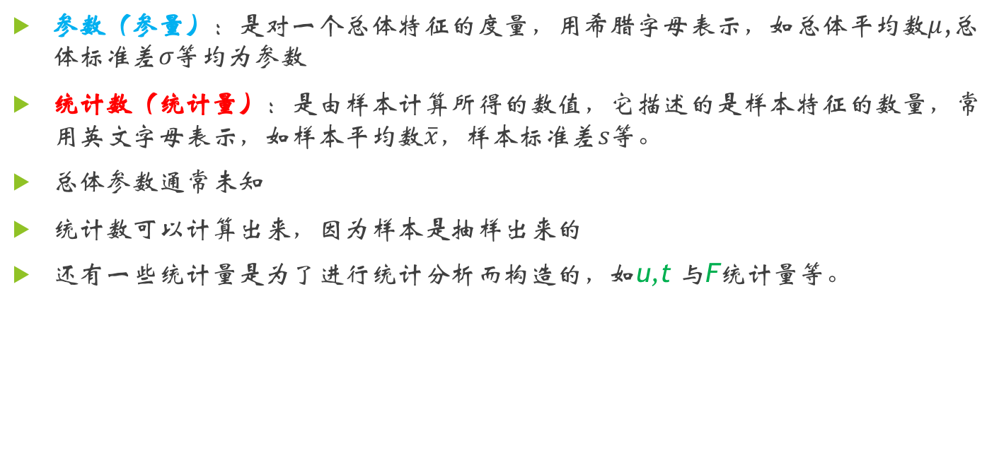 参数（参量）：是对一个总体特征的度量，用希腊字母表示，如总体平均数μ,总
体标准差σ等均为参数
统计数（统计量）：是由样本计算所得的数值，它描述的是样本特征的数量，常
用英文字母表示，如样本平均数x̄，样本标准差s等。
总体参数通常未知
统计数可以计算出来，因为样本是抽样出来的
还有一些统计量是为了进行统计分析而构造的，如u,t 与F统计量等。